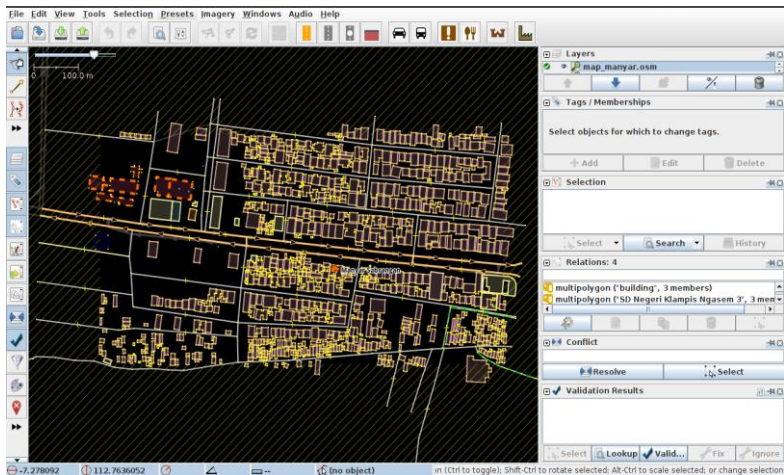 File Edit View Tools Selection Presets Imagery Windows Audio Help
0 100.0 m
Layers
map_manyar.osm
Tags / Memberships
Select objects for which to change tags.
Add Edit Delete
Selection
Select Search History
Relations: 4
multipolygon ("building", 3 members)
multipolygon ("SD Negeri Klampis Ngasem 3", 3 mem
Conflict
Resolve Select
Validation Results
Select Lookup Valid... Fix Ignore
-7.278092 112.7636052 -- (no object) in (Ctrl to toggle); Shift-Ctrl to rotate selected; Alt-Ctrl to scale selected; or change selection